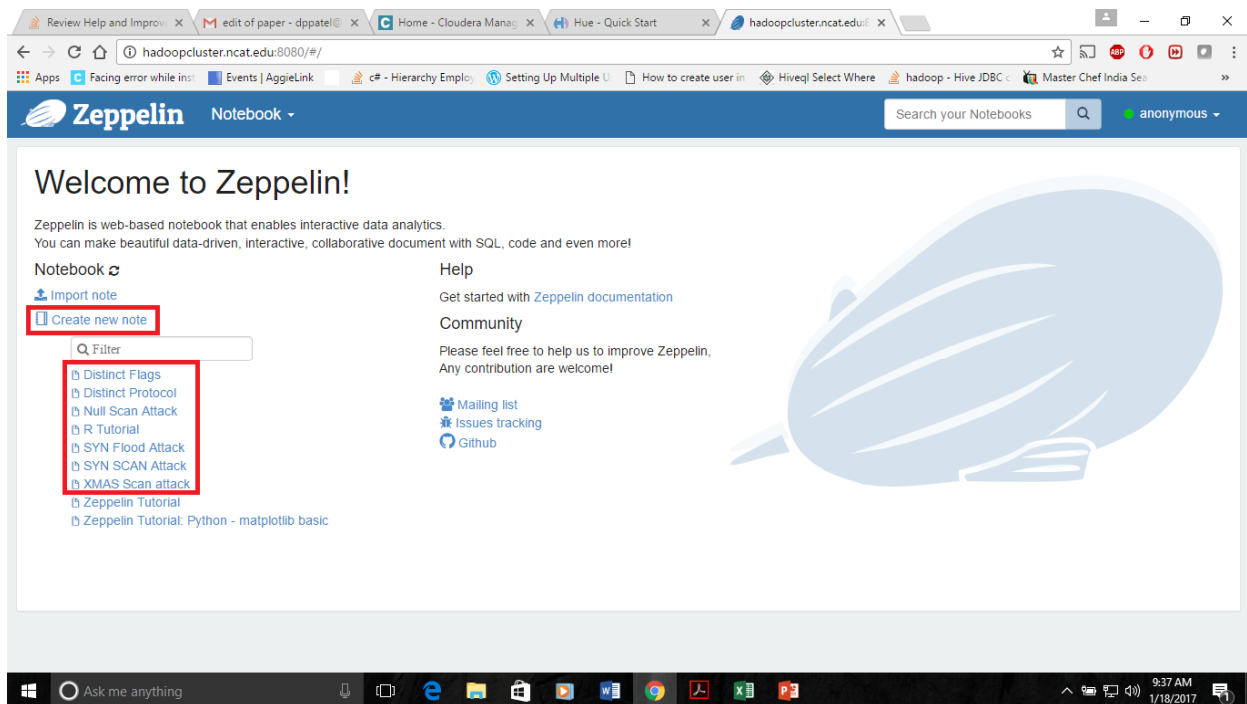 Review Help and Improv
edit of paper - dppatel@
Home - Cloudera Manag
Hue - Quick Start
hadoopcluster.ncat.edu:8
hadoopcluster.ncat.edu:8080/#/
Apps
Facing error while inst
Events | AggieLink
c# - Hierarchy Employ
Setting Up Multiple U
How to create user in
Hiveql Select Where
hadoop - Hive JDBC c
Master Chef India Sea
»
Zeppelin
Notebook
Search your Notebooks
anonymous
Welcome to Zeppelin!
Zeppelin is web-based notebook that enables interactive data analytics.
You can make beautiful data-driven, interactive, collaborative document with SQL, code and even more!
Notebook
Import note
Create new note
Filter
Distinct Flags
Distinct Protocol
Null Scan Attack
R Tutorial
SYN Flood Attack
SYN SCAN Attack
XMAS Scan attack
Zeppelin Tutorial
Zeppelin Tutorial: Python - matplotlib basic
Help
Get started with Zeppelin documentation
Community
Please feel free to help us to improve Zeppelin,
Any contribution are welcome!
Mailing list
Issues tracking
Github
Ask me anything
9:37 AM
1/18/2017